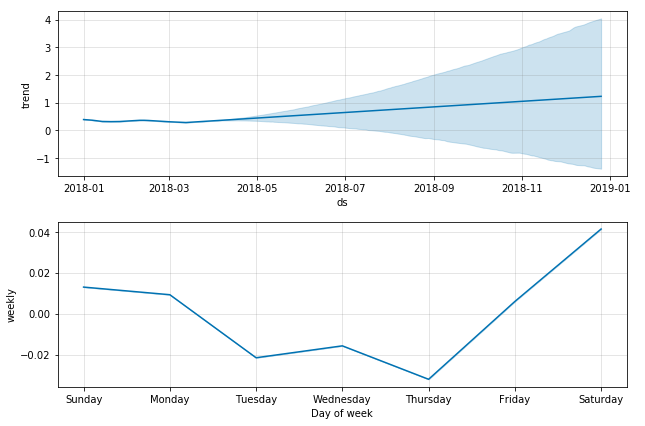 4
3
2
1
0
−1
trend
2018-01 2018-03 2018-05 2018-07 2018-09 2018-11 2019-01
ds
0.04
0.02
0.00
−0.02
weekly
Sunday Monday Tuesday Wednesday Thursday Friday Saturday
Day of week